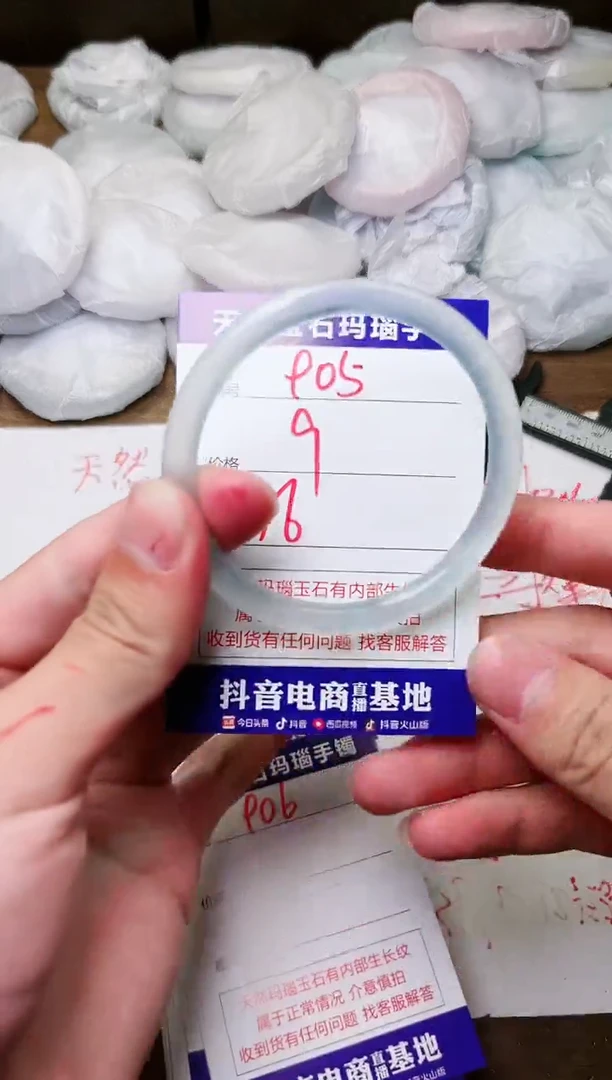 天然
玉石玛瑙手
P05
价格
9
16
玛瑙玉石有内部生
属
拍
收到货有任何问题 找客服解答
抖音电商直播基地
今日头条 抖音 西瓜视频 抖音火山版
玛瑙手镯
P06
天然玛瑙玉石有内部生长纹
属于正常情况 介意慎拍
收到货有任何问题 找客服解答
抖音电商直播基地